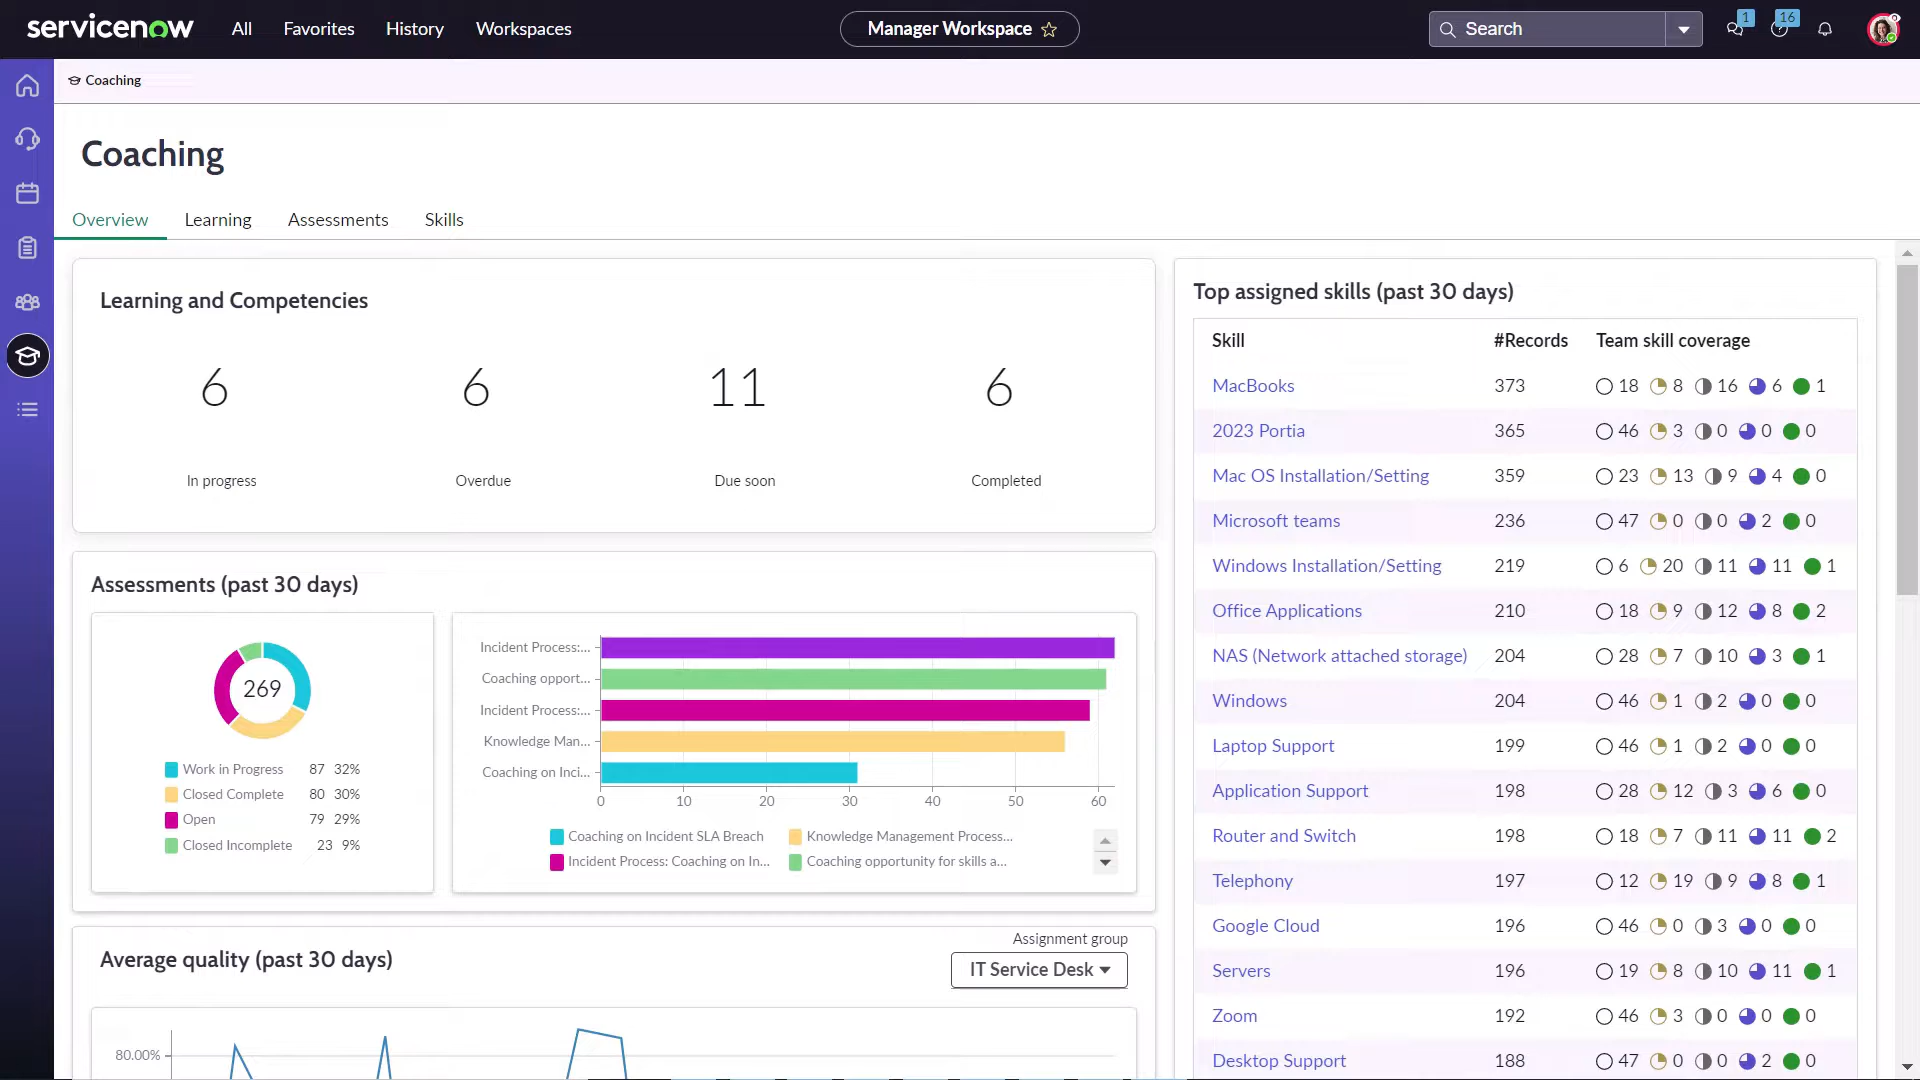 servicenow
All
Favorites
History
Workspaces
Manager Workspace
Search
1
16
Coaching
Coaching
Overview
Learning
Assessments
Skills
Learning and Competencies
6
6
11
6
In progress
Overdue
Due soon
Completed
Assessments (past 30 days)
269
Work in Progress 87 32%
Closed Complete 80 30%
Open 79 29%
Closed Incomplete 23 9%
Incident Process:...
Coaching opport...
Incident Process:...
Knowledge Man...
Coaching on Inci...
0 10 20 30 40 50 60
Coaching on Incident SLA Breach
Knowledge Management Process...
Incident Process: Coaching on In...
Coaching opportunity for skills a...
Average quality (past 30 days)
Assignment group
IT Service Desk
80.00%
Top assigned skills (past 30 days)
Skill #Records Team skill coverage
MacBooks 373 18 8 16 6 1
2023 Portia 365 46 3 0 0 0
Mac OS Installation/Setting 359 23 13 9 4 0
Microsoft teams 236 47 0 0 2 0
Windows Installation/Setting 219 6 20 11 11 1
Office Applications 210 18 9 12 8 2
NAS (Network attached storage) 204 28 7 10 3 1
Windows 204 46 1 2 0 0
Laptop Support 199 46 1 2 0 0
Application Support 198 28 12 3 6 0
Router and Switch 198 18 7 11 11 2
Telephony 197 12 19 9 8 1
Google Cloud 196 46 0 3 0 0
Servers 196 19 8 10 11 1
Zoom 192 46 3 0 0 0
Desktop Support 188 47 0 0 2 0